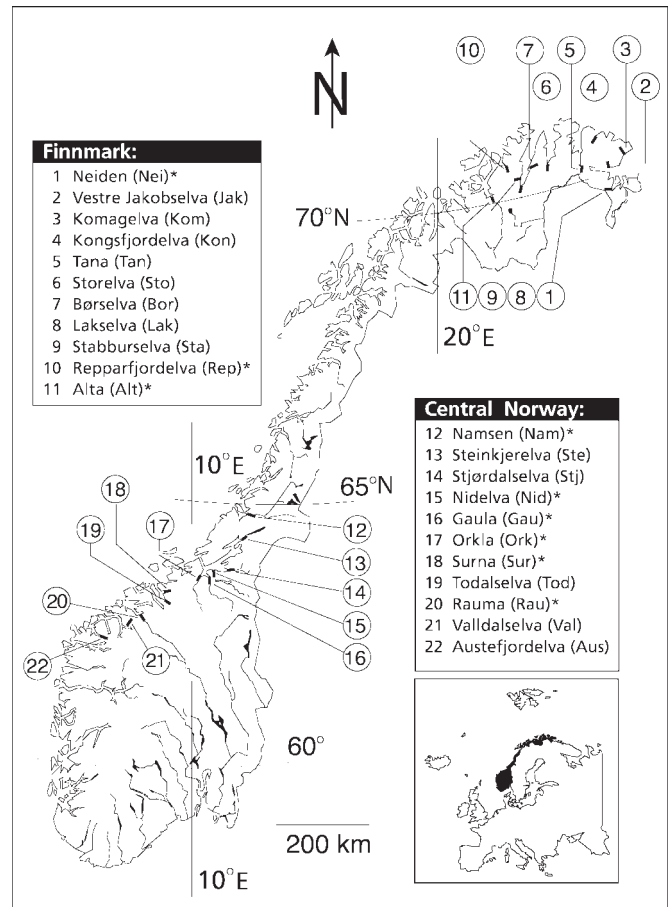 10
7
5
3
6
4
2
N
Finnmark:
1 Neiden (Nei)*
2 Vestre Jakobselva (Jak)
3 Komagelva (Kom)
4 Kongsfjordelva (Kon)
5 Tana (Tan)
6 Storelva (Sto)
7 Børselva (Bor)
8 Lakselva (Lak)
9 Stabburselva (Sta)
10 Repparfjordelva (Rep)*
11 Alta (Alt)*
70°N
11 9 8 1
20°E
Central Norway:
12 Namsen (Nam)*
13 Steinkjerelva (Ste)
14 Stjørdalselva (Stj)
15 Nidelva (Nid)*
16 Gaula (Gau)*
17 Orkla (Ork)*
18 Surna (Sur)*
19 Todalselva (Tod)
20 Rauma (Rau)*
21 Valldalselva (Val)
22 Austefjordelva (Aus)
10°E
65°N
18
19
17
12
13
14
15
16
20
22
21
60°
200 km
10°E